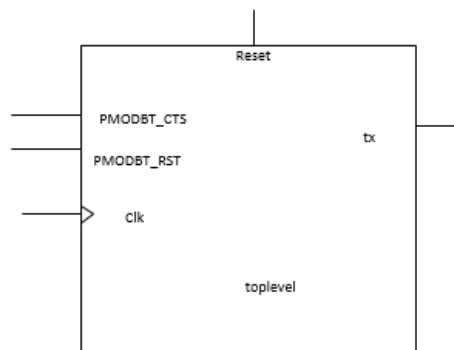 Reset
PMODBT_CTS
tx
PMODBT_RST
Clk
toplevel